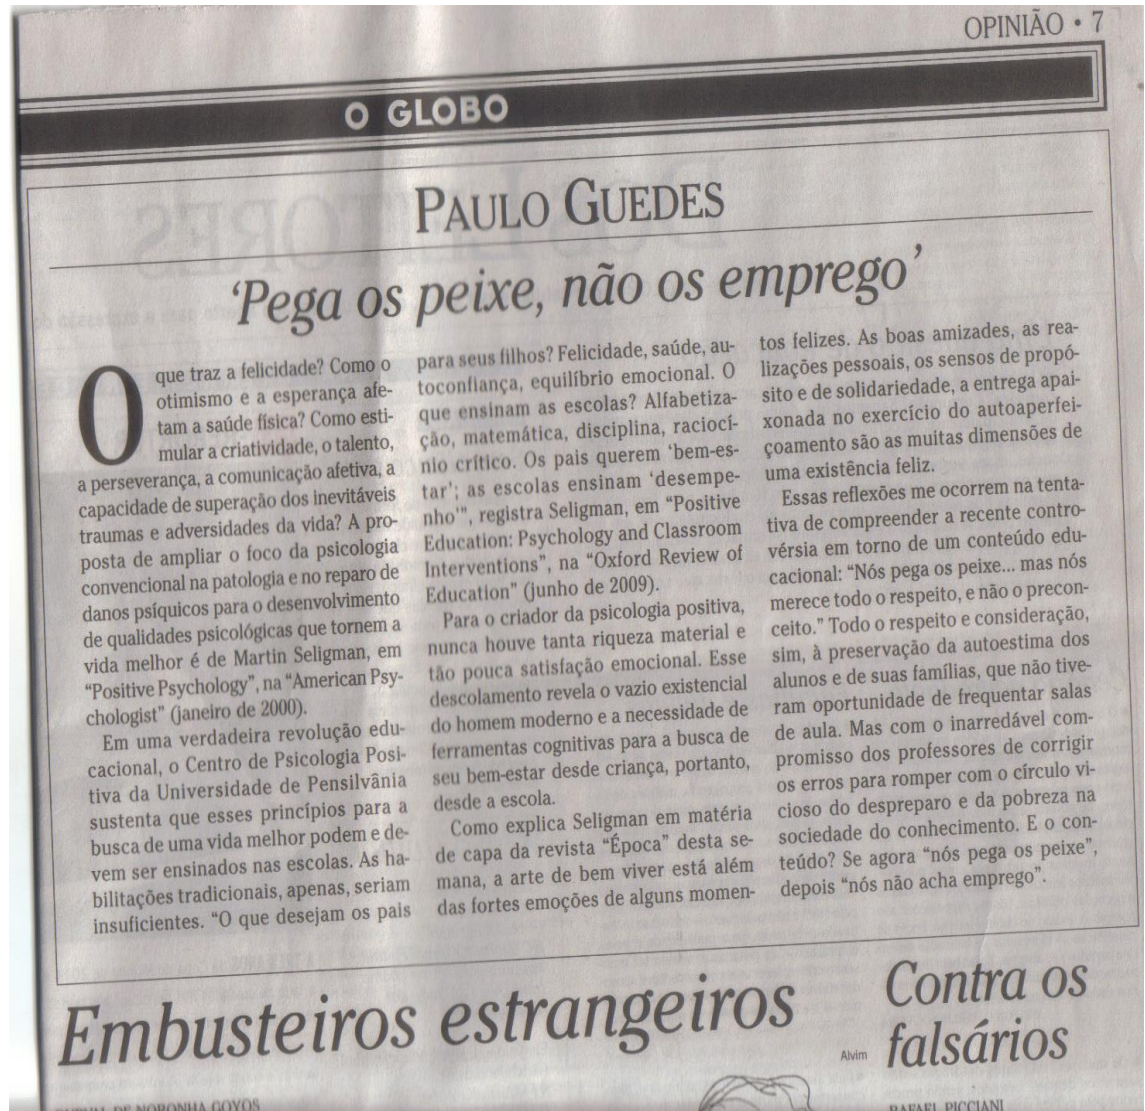 OPINIÃO • 7
O GLOBO
PAULO GUEDES
‘Pega os peixe, não os emprego’
O que traz a felicidade? Como o
otimismo e a esperança afe-
tam a saúde física? Como esti-
mular a criatividade, o talento,
a perseverança, a comunicação afetiva, a
capacidade de superação dos inevitáveis
traumas e adversidades da vida? A pro-
posta de ampliar o foco da psicologia
convencional na patologia e no reparo de
danos psíquicos para o desenvolvimento
de qualidades psicológicas que tornem a
vida melhor é de Martin Seligman, em
“Positive Psychology”, na “American Psy-
chologist” (janeiro de 2000).
Em uma verdadeira revolução edu-
cacional, o Centro de Psicologia Posi-
tiva da Universidade de Pensilvânia
sustenta que esses princípios para a
busca de uma vida melhor podem e de-
vem ser ensinados nas escolas. As ha-
bilitações tradicionais, apenas, seriam
insuficientes. “O que desejam os pais
para seus filhos? Felicidade, saúde, au-
toconfiança, equilíbrio emocional. O
que ensinam as escolas? Alfabetiza-
ção, matemática, disciplina, raciocí-
nio crítico. Os pais querem ‘bem-es-
tar’; as escolas ensinam ‘desempe-
nho’”, registra Seligman, em “Positive
Education: Psychology and Classroom
Interventions”, na “Oxford Review of
Education” (junho de 2009).
Para o criador da psicologia positiva,
nunca houve tanta riqueza material e
tão pouca satisfação emocional. Esse
descolamento revela o vazio existencial
do homem moderno e a necessidade de
ferramentas cognitivas para a busca de
seu bem-estar desde criança, portanto,
desde a escola.
Como explica Seligman em matéria
de capa da revista “Época” desta se-
mana, a arte de bem viver está além
das fortes emoções de alguns momen-
tos felizes. As boas amizades, as rea-
lizações pessoais, os sensos de propó-
sito e de solidariedade, a entrega apai-
xonada no exercício do autoaperfei-
çoamento são as muitas dimensões de
uma existência feliz.
Essas reflexões me ocorrem na tenta-
tiva de compreender a recente contro-
vérsia em torno de um conteúdo edu-
cacional: “Nós pega os peixe... mas nós
merece todo o respeito, e não o precon-
ceito.” Todo o respeito e consideração,
sim, à preservação da autoestima dos
alunos e de suas famílias, que não tive-
ram oportunidade de frequentar salas
de aula. Mas com o inarredável com-
promisso dos professores de corrigir
os erros para romper com o círculo vi-
cioso do despreparo e da pobreza na
sociedade do conhecimento. E o con-
teúdo? Se agora “nós pega os peixe”,
depois “nós não acha emprego”.
Embusteiros estrangeiros
Contra os
falsários
Alvim
DE NORONHA GOYOS
RAFAEL PICCIANI